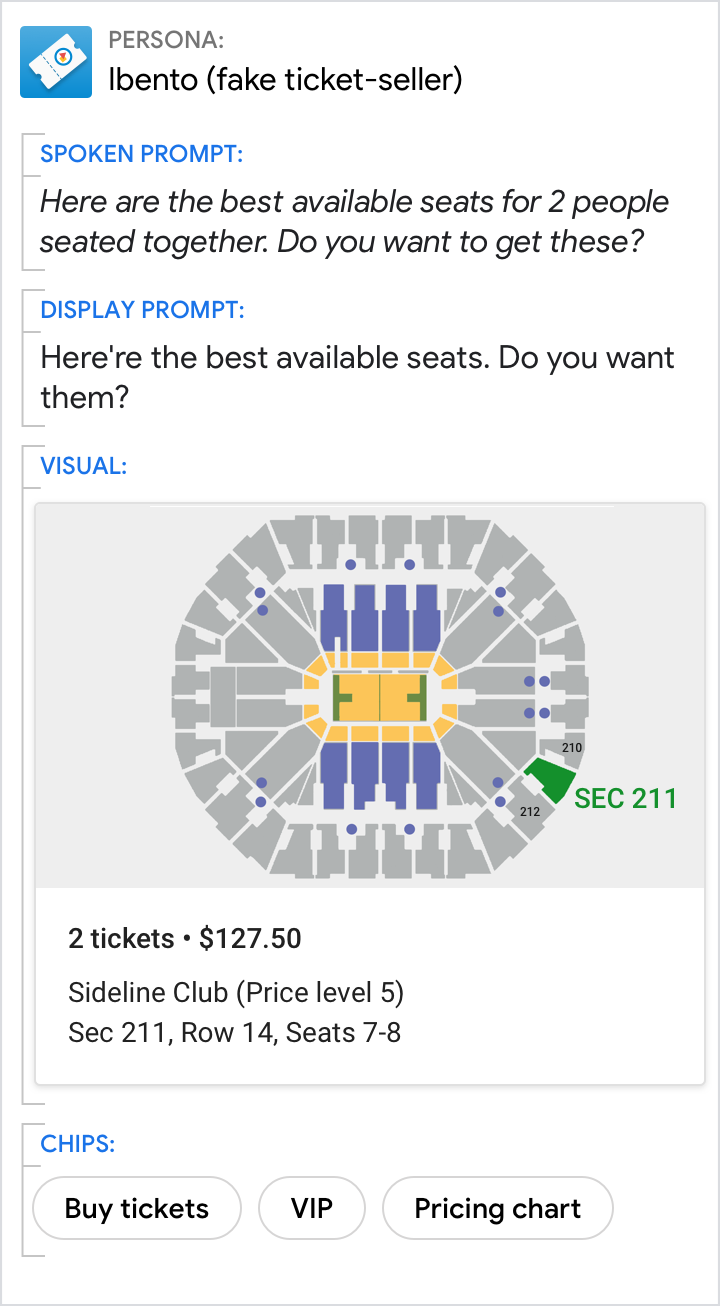 PERSONA:
Ibento (fake ticket-seller)
SPOKEN PROMPT:
Here are the best available seats for 2 people
seated together. Do you want to get these?
DISPLAY PROMPT:
Here're the best available seats. Do you want
them?
VISUAL:
210
SEC 211
212
2 tickets • $127.50
Sideline Club (Price level 5)
Sec 211, Row 14, Seats 7-8
CHIPS:
Buy tickets VIP Pricing chart